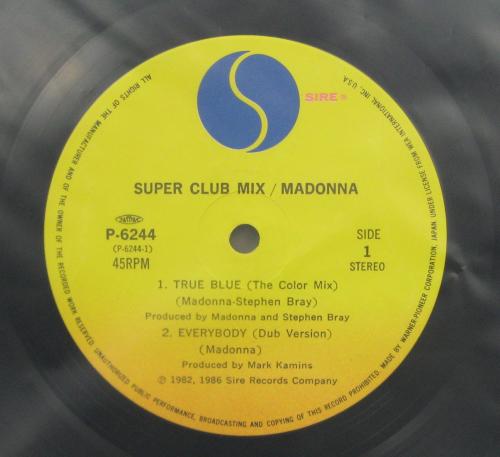 SIRE®
SUPER CLUB MIX / MADONNA
P-6244
(P-6244-1)
45RPM
SIDE
1
STEREO
1. TRUE BLUE (The Color Mix)
(Madonna-Stephen Bray)
Produced by Madonna and Stephen Bray
2. EVERYBODY (Dub Version)
(Madonna)
Produced by Mark Kamins
℗ 1982, 1986 Sire Records Company
ALL RIGHTS OF THE MANUFACTURER AND OF THE OWNER OF THE RECORDED WORK RESERVED. UNAUTHORIZED PUBLIC PERFORMANCE, BROADCASTING AND COPYING OF THIS RECORD PROHIBITED. MADE BY WARNER-PIONEER CORPORATION, JAPAN UNDER LICENSE FROM WEA INTERNATIONAL INC. U.S.A.